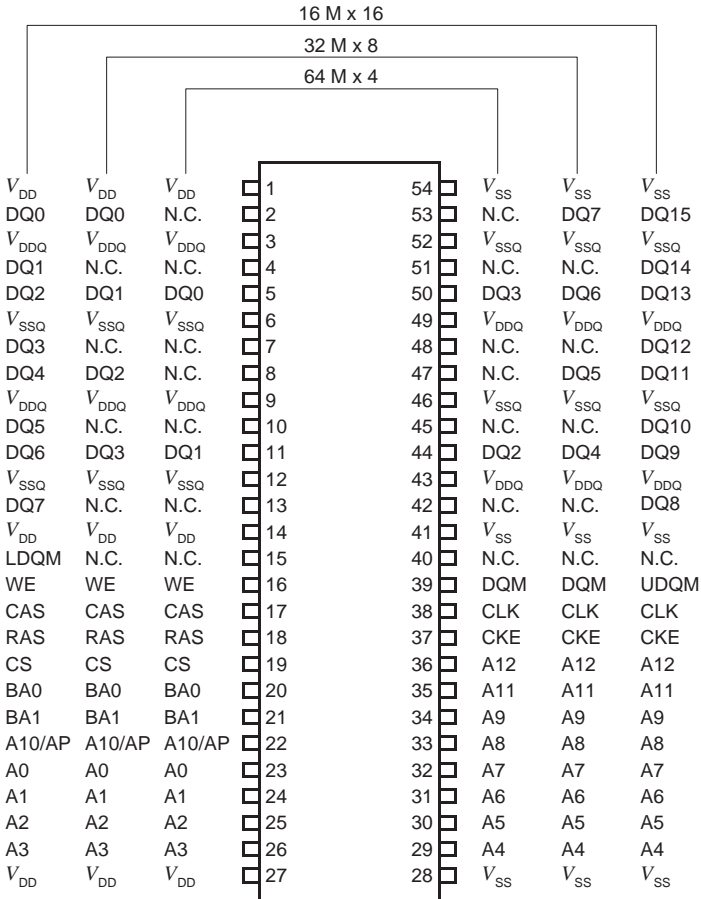 16 M x 16
32 M x 8
64 M x 4
VDD VDD VDD 1 54 VSS VSS VSS
DQ0 DQ0 N.C. 2 53 N.C. DQ7 DQ15
VDDQ VDDQ VDDQ 3 52 VSSQ VSSQ VSSQ
DQ1 N.C. N.C. 4 51 N.C. N.C. DQ14
DQ2 DQ1 DQ0 5 50 DQ3 DQ6 DQ13
VSSQ VSSQ VSSQ 6 49 VDDQ VDDQ VDDQ
DQ3 N.C. N.C. 7 48 N.C. N.C. DQ12
DQ4 DQ2 N.C. 8 47 N.C. DQ5 DQ11
VDDQ VDDQ VDDQ 9 46 VSSQ VSSQ VSSQ
DQ5 N.C. N.C. 10 45 N.C. N.C. DQ10
DQ6 DQ3 DQ1 11 44 DQ2 DQ4 DQ9
VSSQ VSSQ VSSQ 12 43 VDDQ VDDQ VDDQ
DQ7 N.C. N.C. 13 42 N.C. N.C. DQ8
VDD VDD VDD 14 41 VSS VSS VSS
LDQM N.C. N.C. 15 40 N.C. N.C. N.C.
WE WE WE 16 39 DQM DQM UDQM
CAS CAS CAS 17 38 CLK CLK CLK
RAS RAS RAS 18 37 CKE CKE CKE
CS CS CS 19 36 A12 A12 A12
BA0 BA0 BA0 20 35 A11 A11 A11
BA1 BA1 BA1 21 34 A9 A9 A9
A10/AP A10/AP A10/AP 22 33 A8 A8 A8
A0 A0 A0 23 32 A7 A7 A7
A1 A1 A1 24 31 A6 A6 A6
A2 A2 A2 25 30 A5 A5 A5
A3 A3 A3 26 29 A4 A4 A4
VDD VDD VDD 27 28 VSS VSS VSS